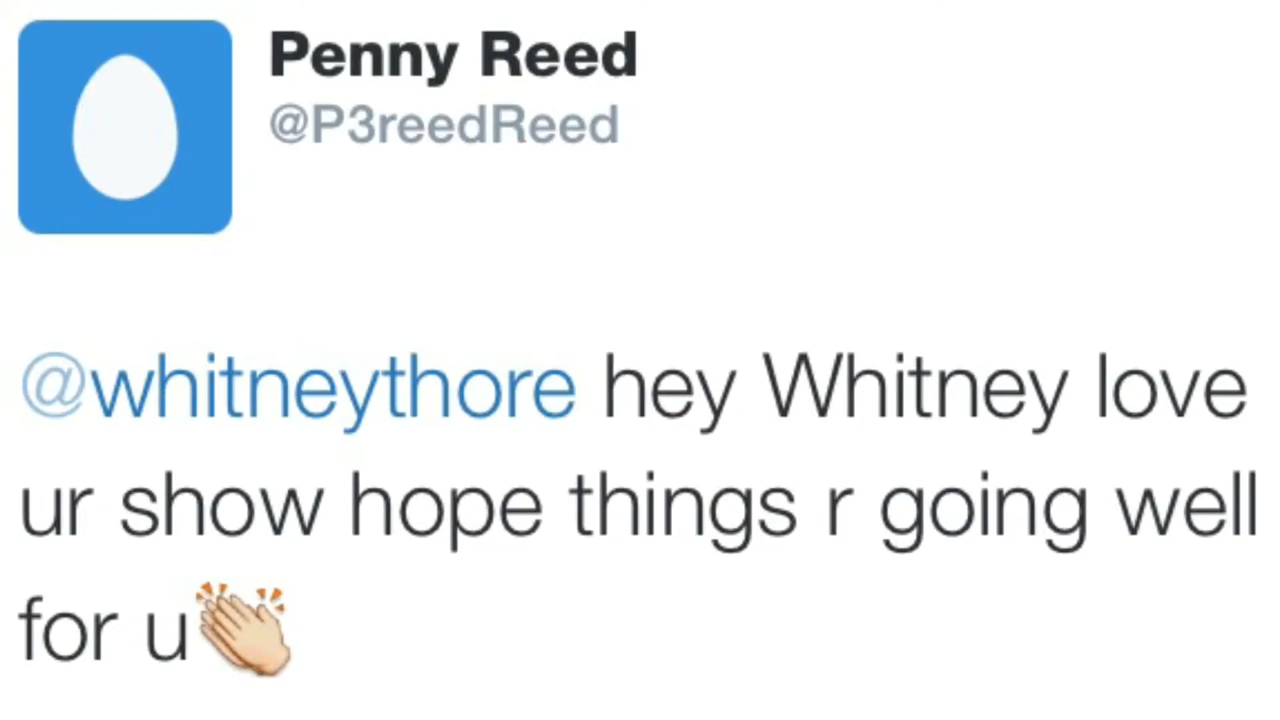 Penny Reed
@P3reedReed
@whitneythore hey Whitney love
ur show hope things r going well
for u👏🏼